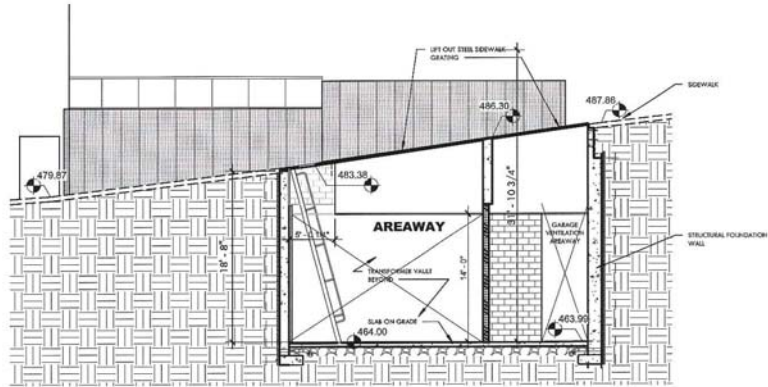 LIFT OUT STEEL SIDEWALK
GRATING
487.86
SIDEWALK
486.30
479.87
483.38
31' - 10 3/4"
AREAWAY
GARAGE
VENTILATION
AREAWAY
18' - 8"
STRUCTURAL FOUNDATION
WALL
TRANSFORMER VAULT
BEYOND
14' - 0"
SLAB ON GRADE
463.99
464.00